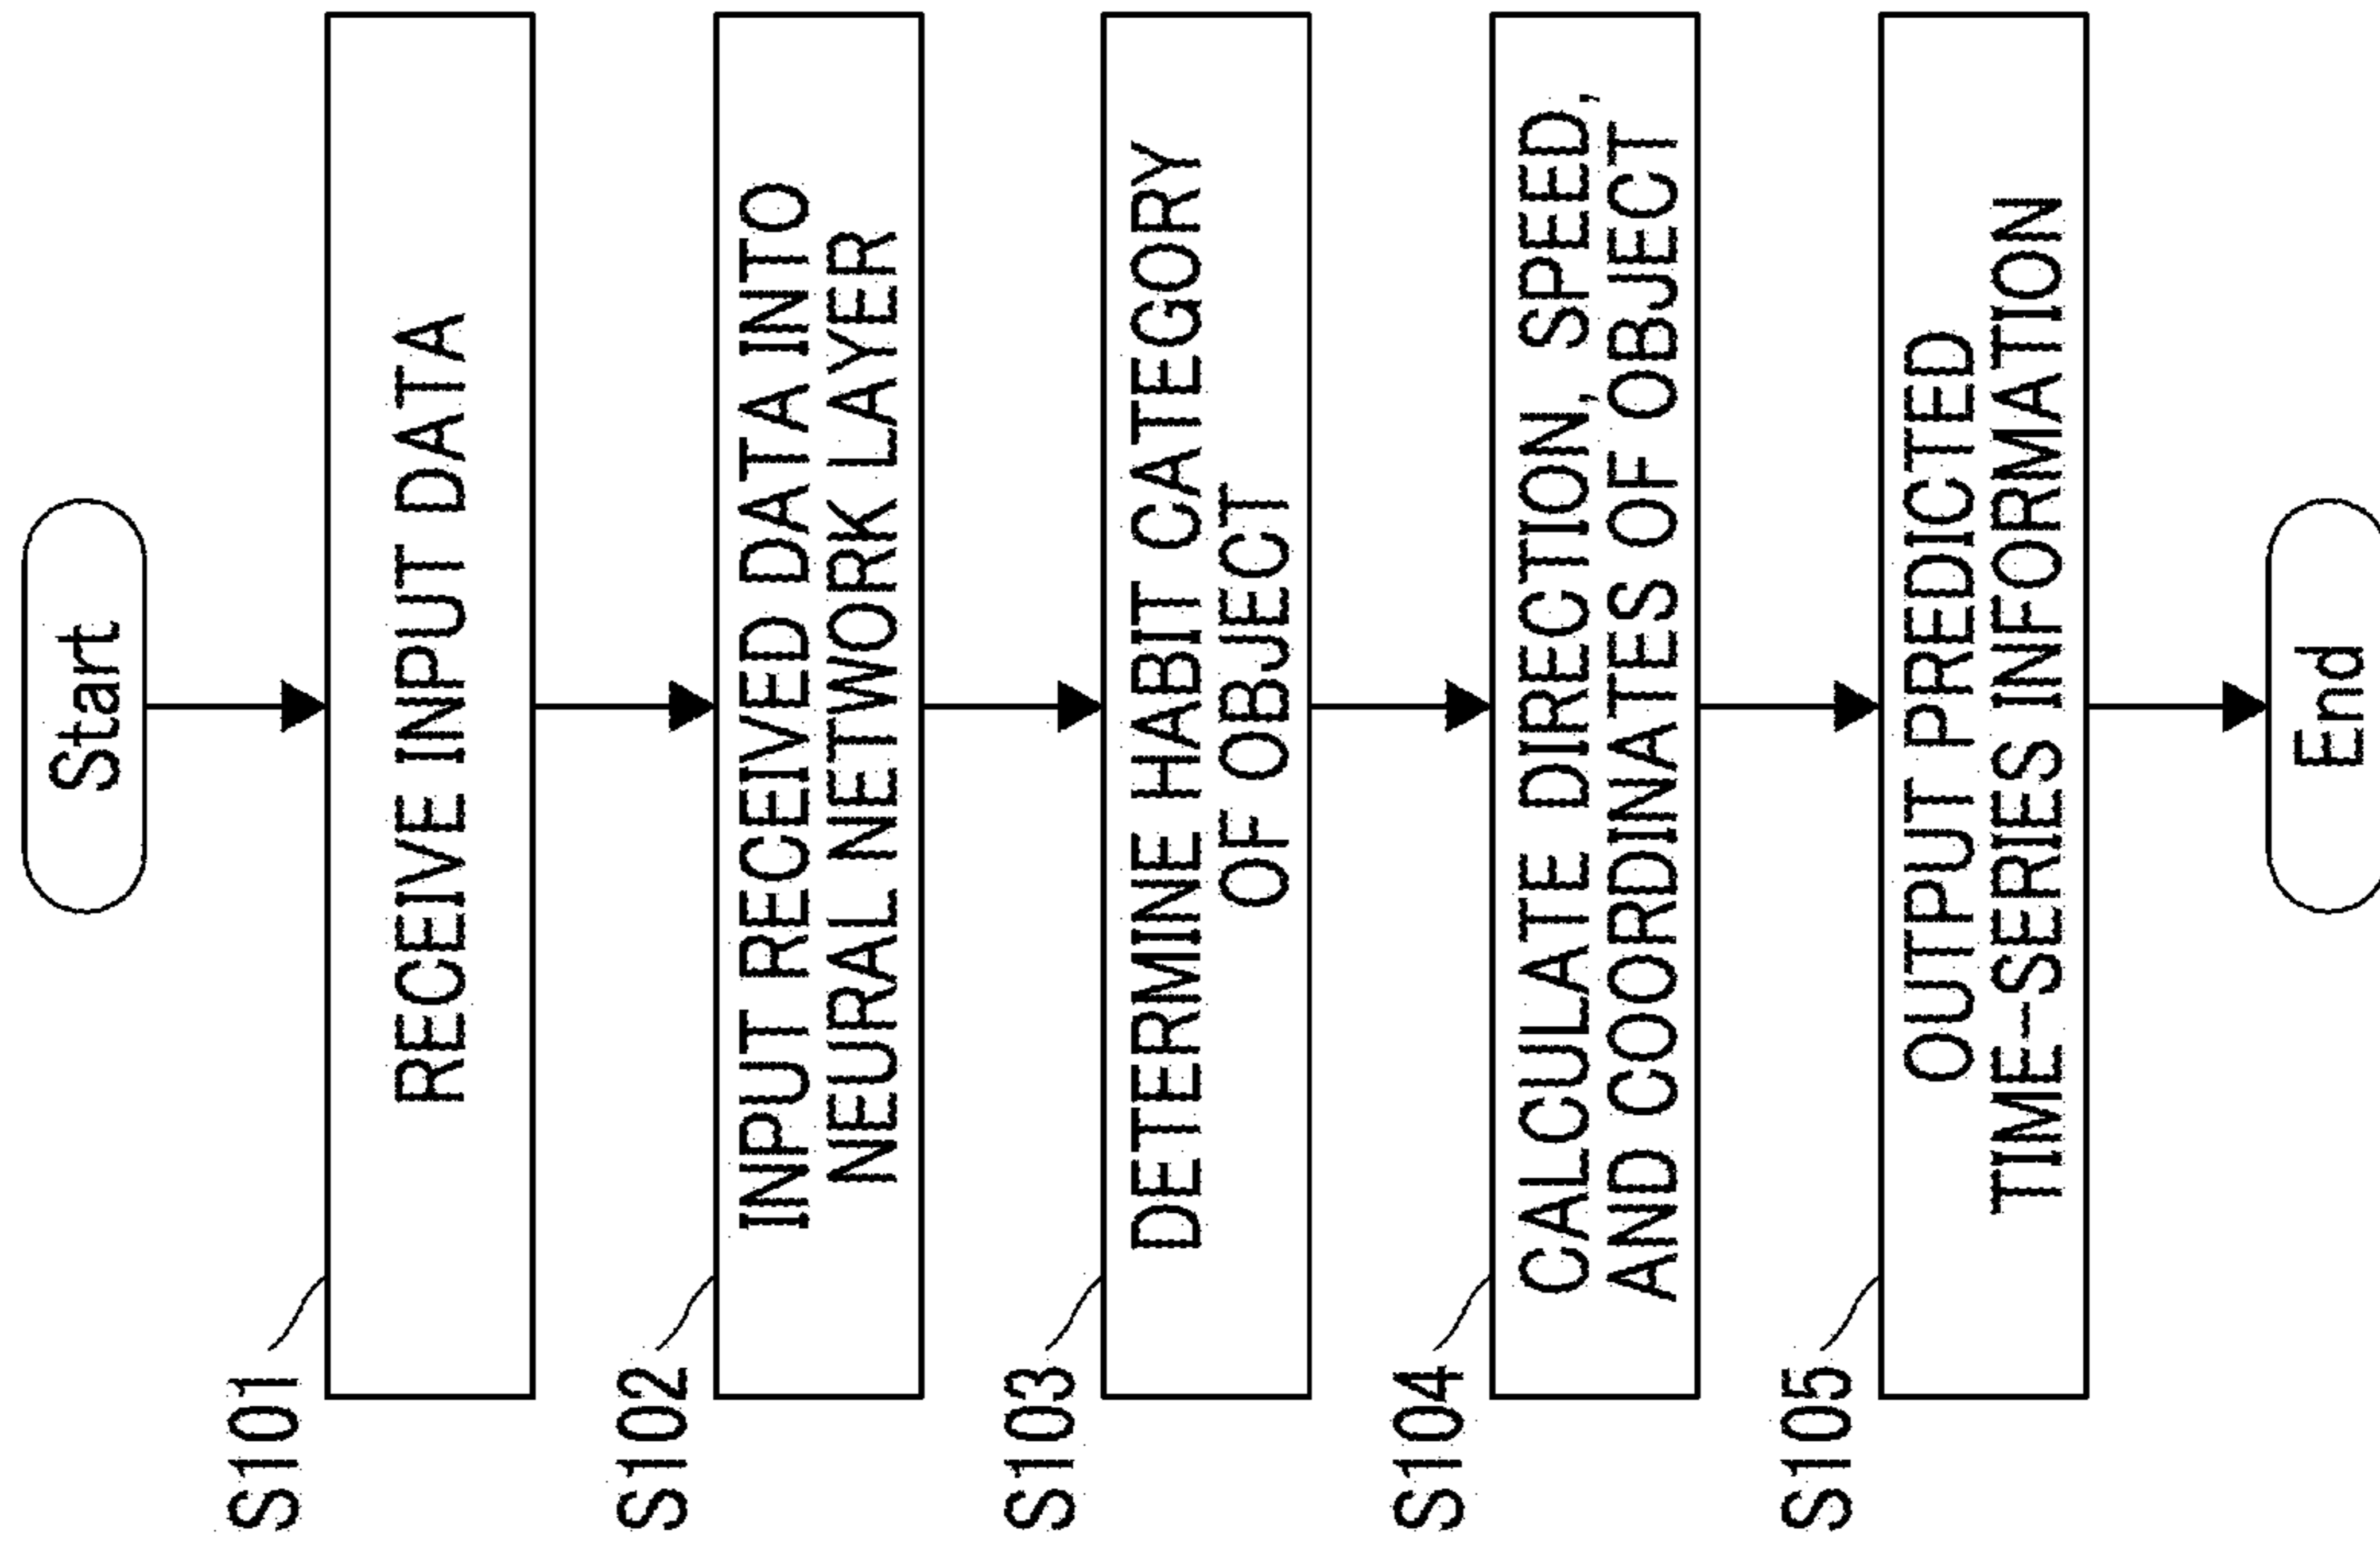 Start
S101
RECEIVE INPUT DATA
S102
INPUT RECEIVED DATA INTO
NEURAL NETWORK LAYER
S103
DETERMINE HABIT CATEGORY
OF OBJECT
S104
CALCULATE DIRECTION, SPEED,
AND COORDINATES OF OBJECT
S105
OUTPUT PREDICTED
TIME-SERIES INFORMATION
End